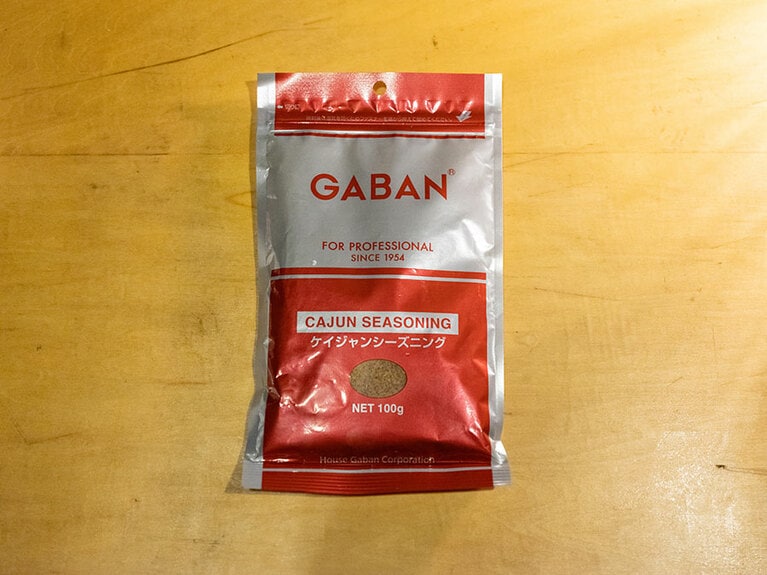 GABAN®
FOR PROFESSIONAL
SINCE 1954
CAJUN SEASONING
ケイジャンシーズニング
NET 100g
House Gaban Corporation